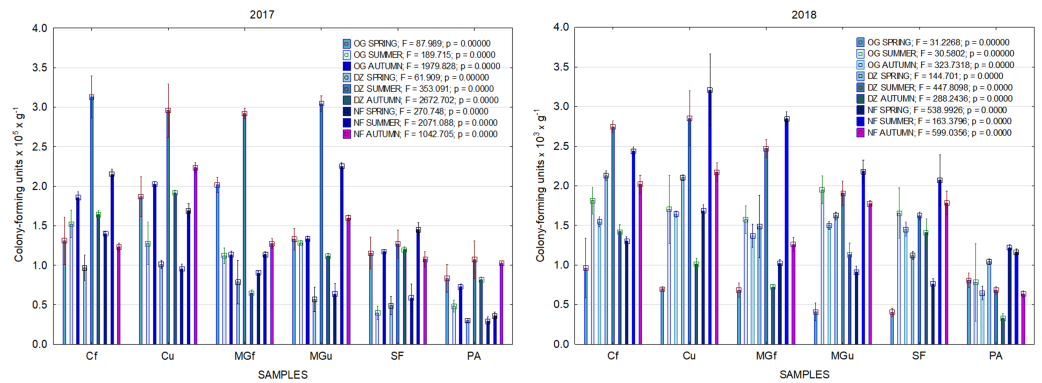 2017
4.0
3.5
3.0
2.5
2.0
1.5
1.0
0.5
0.0
Colony-forming units x 10⁵ x g⁻¹
OG SPRING; F = 87.989; p = 0.00000
OG SUMMER; F = 189.715; p = 0.0000
OG AUTUMN; F = 1979.828; p = 0.0000
DZ SPRING; F = 61.909; p = 0.00000
DZ SUMMER; F = 353.091; p = 0.0000
DZ AUTUMN; F = 2672.702; p = 0.0000
NF SPRING; F = 270.748; p = 0.0000
NF SUMMER; F = 2071.088; p = 0.0000
NF AUTUMN; F = 1042.705; p = 0.0000
Cf Cu MGf MGu SF PA
SAMPLES
2018
4.0
3.5
3.0
2.5
2.0
1.5
1.0
0.5
0.0
Colony-forming units x 10³ x g⁻¹
OG SPRING; F = 31.2268; p = 0.00000
OG SUMMER; F = 30.5802; p = 0.00000
OG AUTUMN; F = 323.7318; p = 0.0000
DZ SPRING; F = 144.701; p = 0.00000
DZ SUMMER; F = 447.8098; p = 0.0000
DZ AUTUMN; F = 288.2436; p = 0.0000
NF SPRING; F = 538.9926; p = 0.0000
NF SUMMER; F = 163.3796; p = 0.0000
NF AUTUMN; F = 599.0356; p = 0.0000
Cf Cu MGf MGu SF PA
SAMPLES